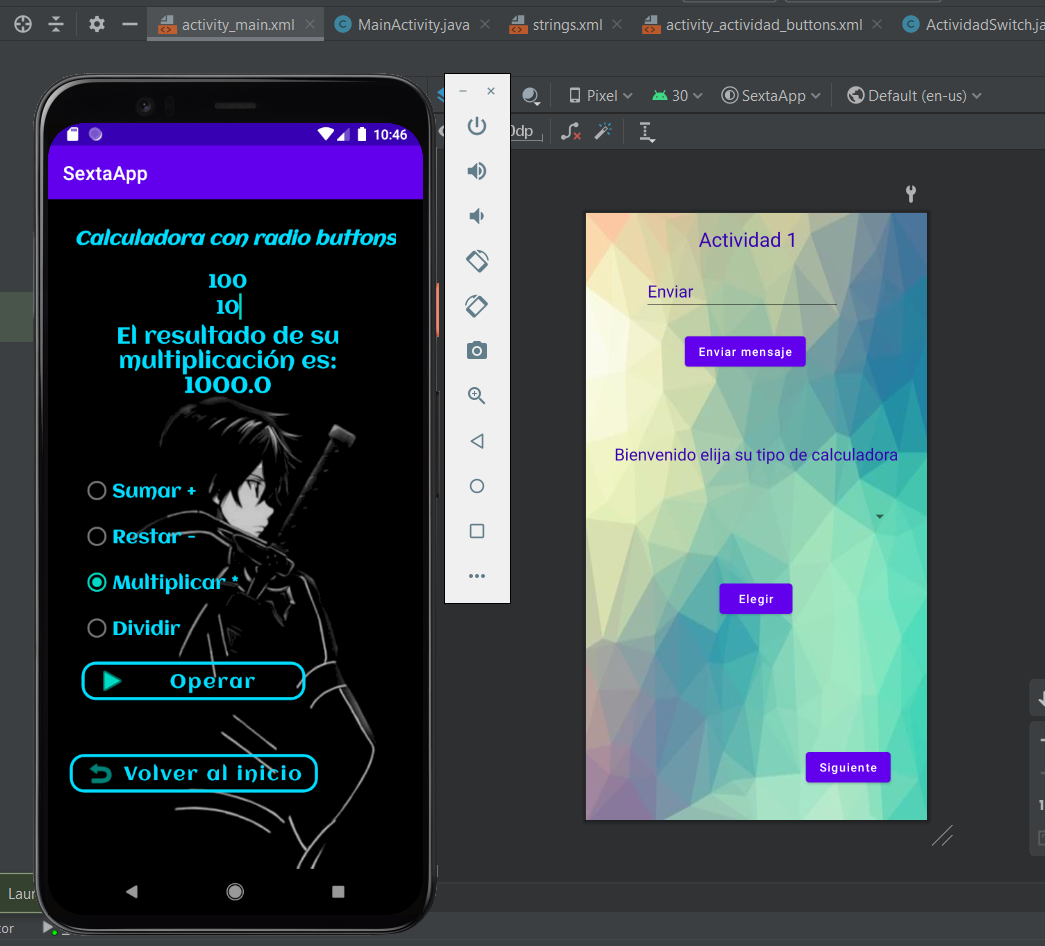 activity_main.xml
MainActivity.java
strings.xml
activity_actividad_buttons.xml
ActividadSwitch.ja
Pixel
30
SextaApp
Default (en-us)
0dp
10:46
SextaApp
Calculadora con radio buttons
100
10
El resultado de su
multiplicación es:
1000.0
Sumar +
Restar -
Multiplicar *
Dividir
Operar
Volver al inicio
Actividad 1
Enviar
Enviar mensaje
Bienvenido elija su tipo de calculadora
Elegir
Siguiente
Laur
tor